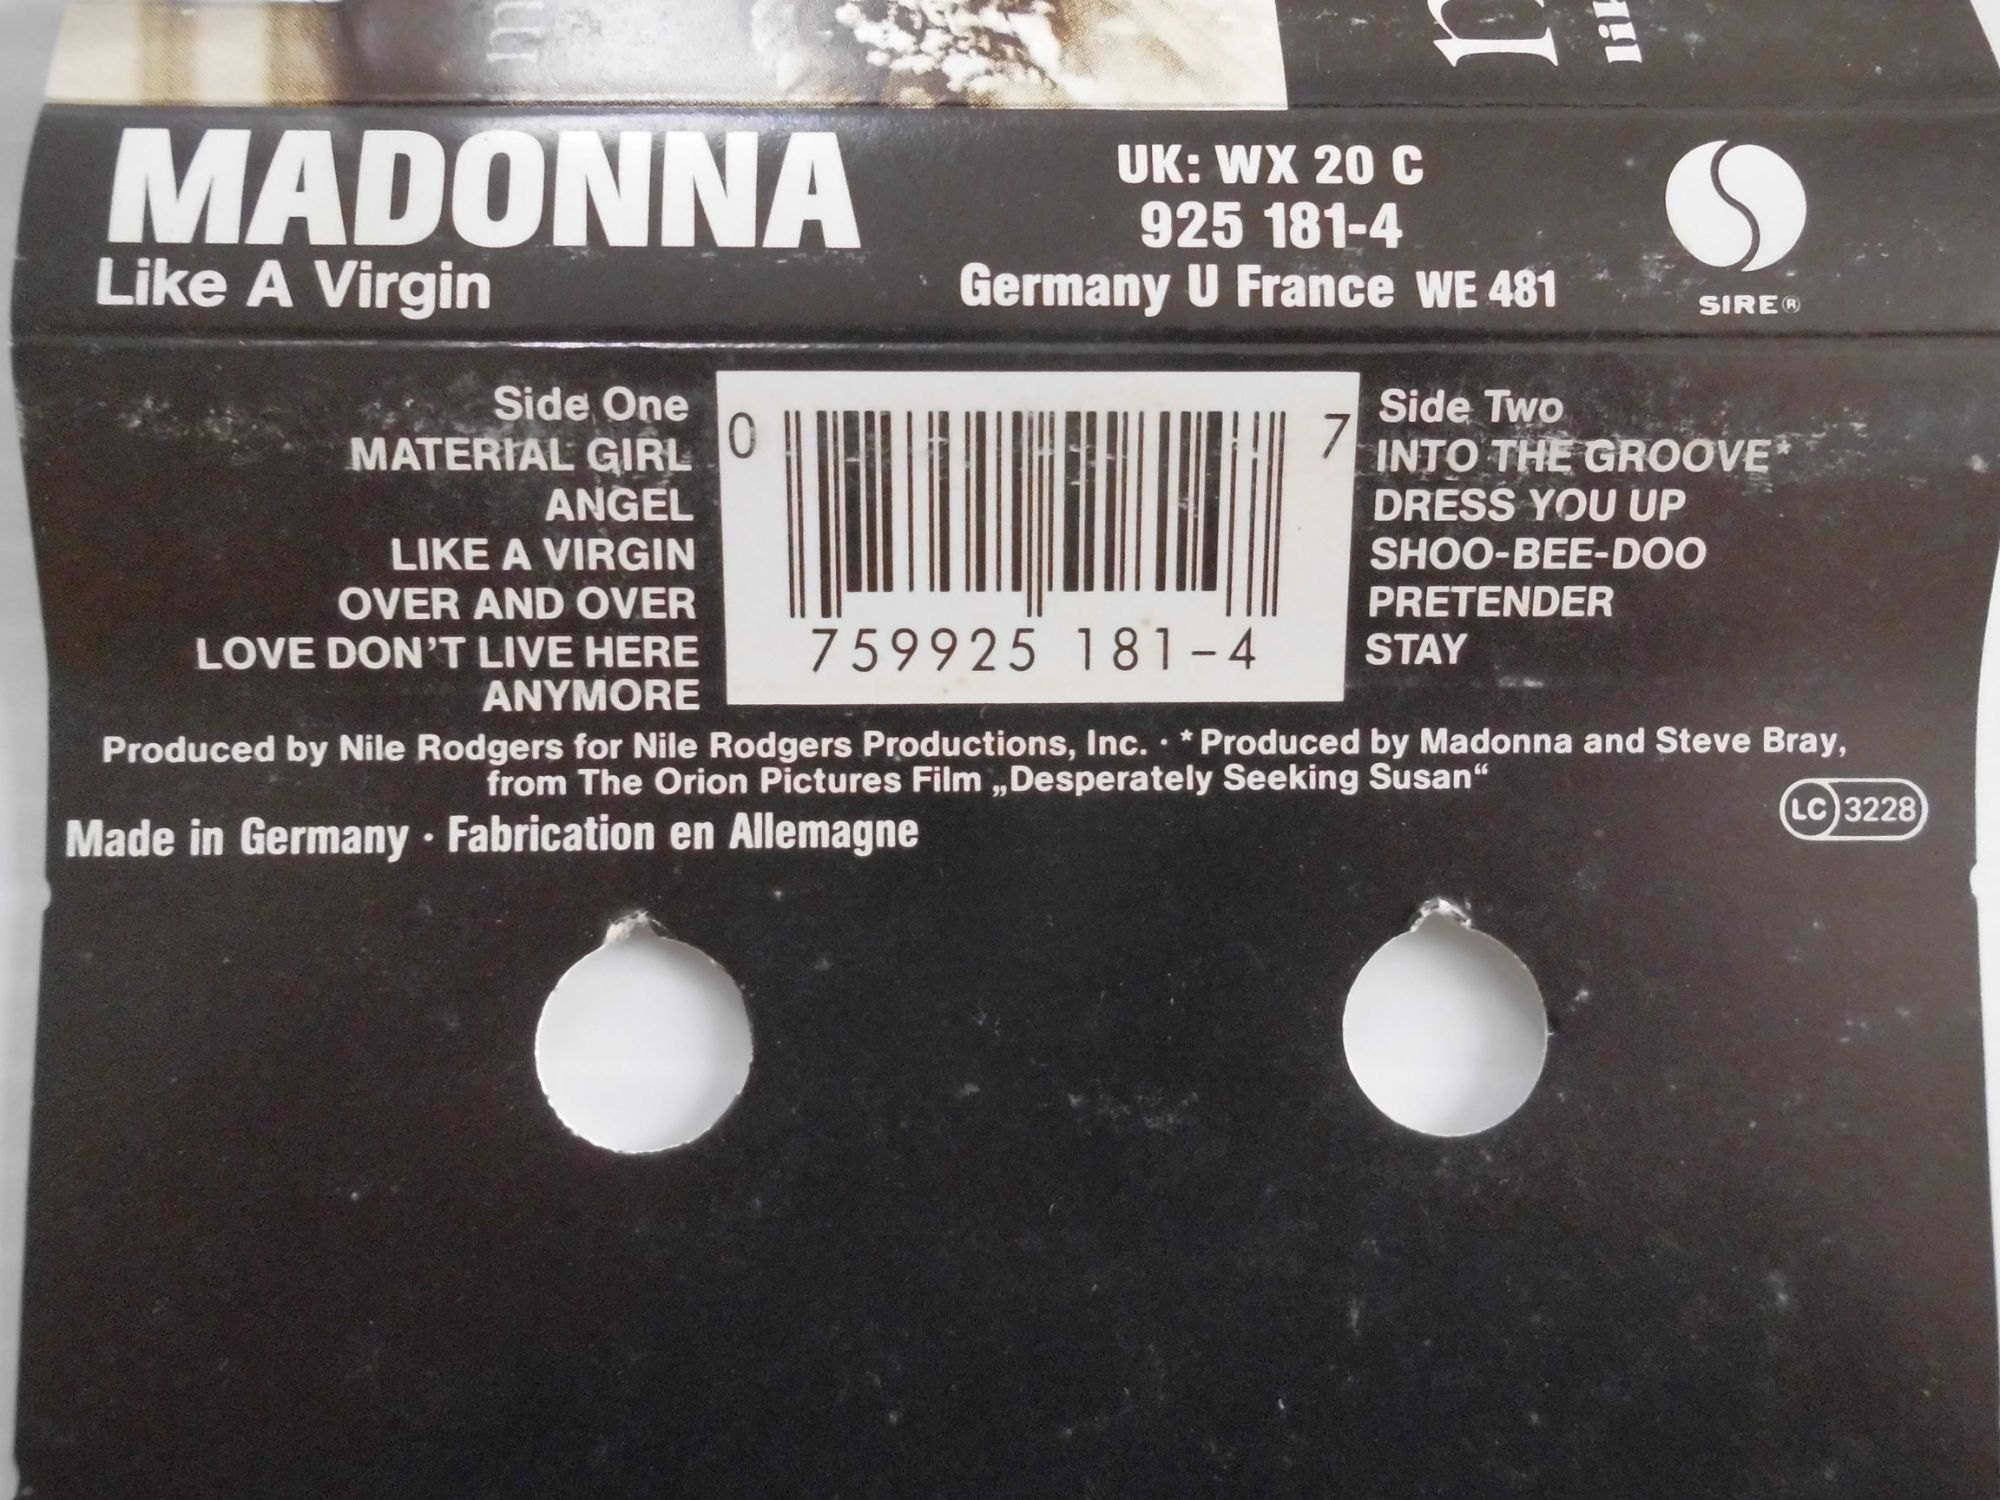 m
n
lik
MADONNA
Like A Virgin
UK: WX 20 C
925 181-4
Germany U France WE 481
SIRE®
Side One
MATERIAL GIRL
ANGEL
LIKE A VIRGIN
OVER AND OVER
LOVE DON'T LIVE HERE
ANYMORE
0 7
759925 181-4
Side Two
INTO THE GROOVE*
DRESS YOU UP
SHOO-BEE-DOO
PRETENDER
STAY
Produced by Nile Rodgers for Nile Rodgers Productions, Inc. · *Produced by Madonna and Steve Bray,
from The Orion Pictures Film „Desperately Seeking Susan“
LC 3228
Made in Germany · Fabrication en Allemagne